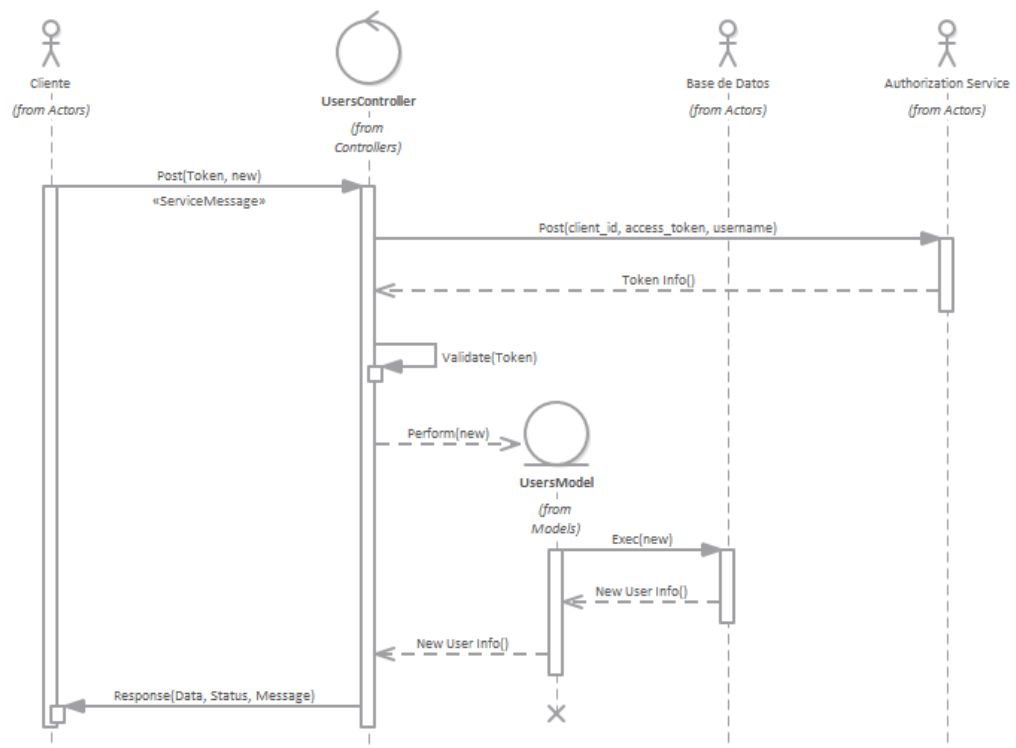 Cliente
(from Actors)
UsersController
(from
Controllers)
Base de Datos
(from Actors)
Authorization Service
(from Actors)
Post(Token, new)
«ServiceMessage»
Post(client_id, access_token, username)
Token Info()
Validate(Token)
Perform(new)
UsersModel
(from
Models)
Exec(new)
New User Info()
New User Info()
Response(Data, Status, Message)